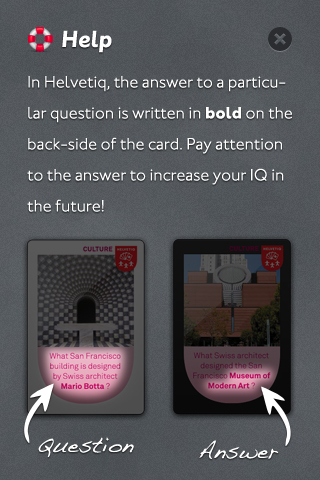 Help
In Helvetiq, the answer to a particu-
lar question is written in bold on the
back-side of the card. Pay attention
to the answer to increase your IQ in
the future!
CULTURE
HELVETIQ
What San Francisco
building is designed
by Swiss architect
Mario Botta ?
CULTURE
HELVETIQ
What Swiss architect
designed the San
Francisco Museum of
Modern Art ?
Question
Answer